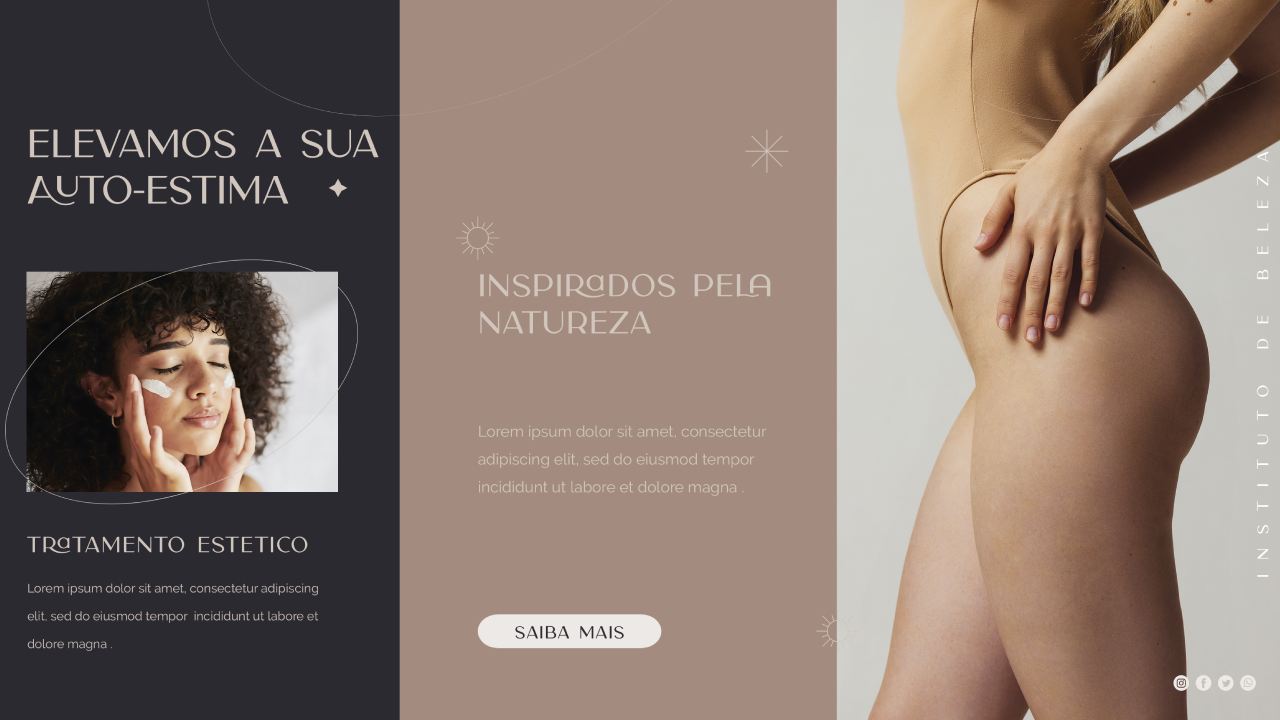 ELEVAMOS A SUA
AUTO-ESTIMA
TRaTAMENTO ESTETICO
Lorem ipsum dolor sit amet, consectetur adipiscing
elit, sed do eiusmod tempor incididunt ut labore et
dolore magna .
INSPIRaDOS PELA
NATUREZA
Lorem ipsum dolor sit amet, consectetur
adipiscing elit, sed do eiusmod tempor
incididunt ut labore et dolore magna .
SAIBA MAIS
INSTITUTO DE BELEZA